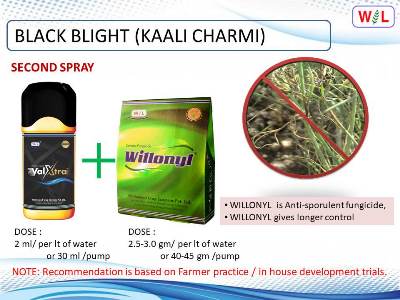 W L
BLACK BLIGHT (KAALI CHARMI)
SECOND SPRAY
Val Xtra
Willonyl
• WILLONYL is Anti-sporulent fungicide,
• WILLONYL gives longer control
DOSE :
2 ml/ per lt of water
or 30 ml /pump
DOSE :
2.5-3.0 gm/ per lt of water
or 40-45 gm /pump
NOTE: Recommendation is based on Farmer practice / in house development trials.